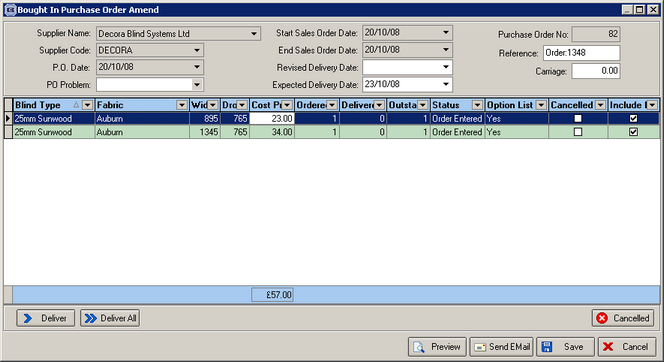 Bought In Purchase Order Amend
Supplier Name: Decora Blind Systems Ltd Start Sales Order Date: 20/10/08 Purchase Order No: 82
Supplier Code: DECORA End Sales Order Date: 20/10/08 Reference: Order:1348
P.O. Date: 20/10/08 Revised Delivery Date: Carriage: 0.00
PO Problem: Expected Delivery Date: 23/10/08
Blind Type Fabric Wid Dro Cost P Ordere Delivere Outsta Status Option List Cancelled Include
25mm Sunwood Auburn 895 765 23.00 1 0 1 Order Entered Yes
25mm Sunwood Auburn 1345 765 34.00 1 0 1 Order Entered Yes
£57.00
Deliver Deliver All Cancelled
Preview Send EMail Save Cancel